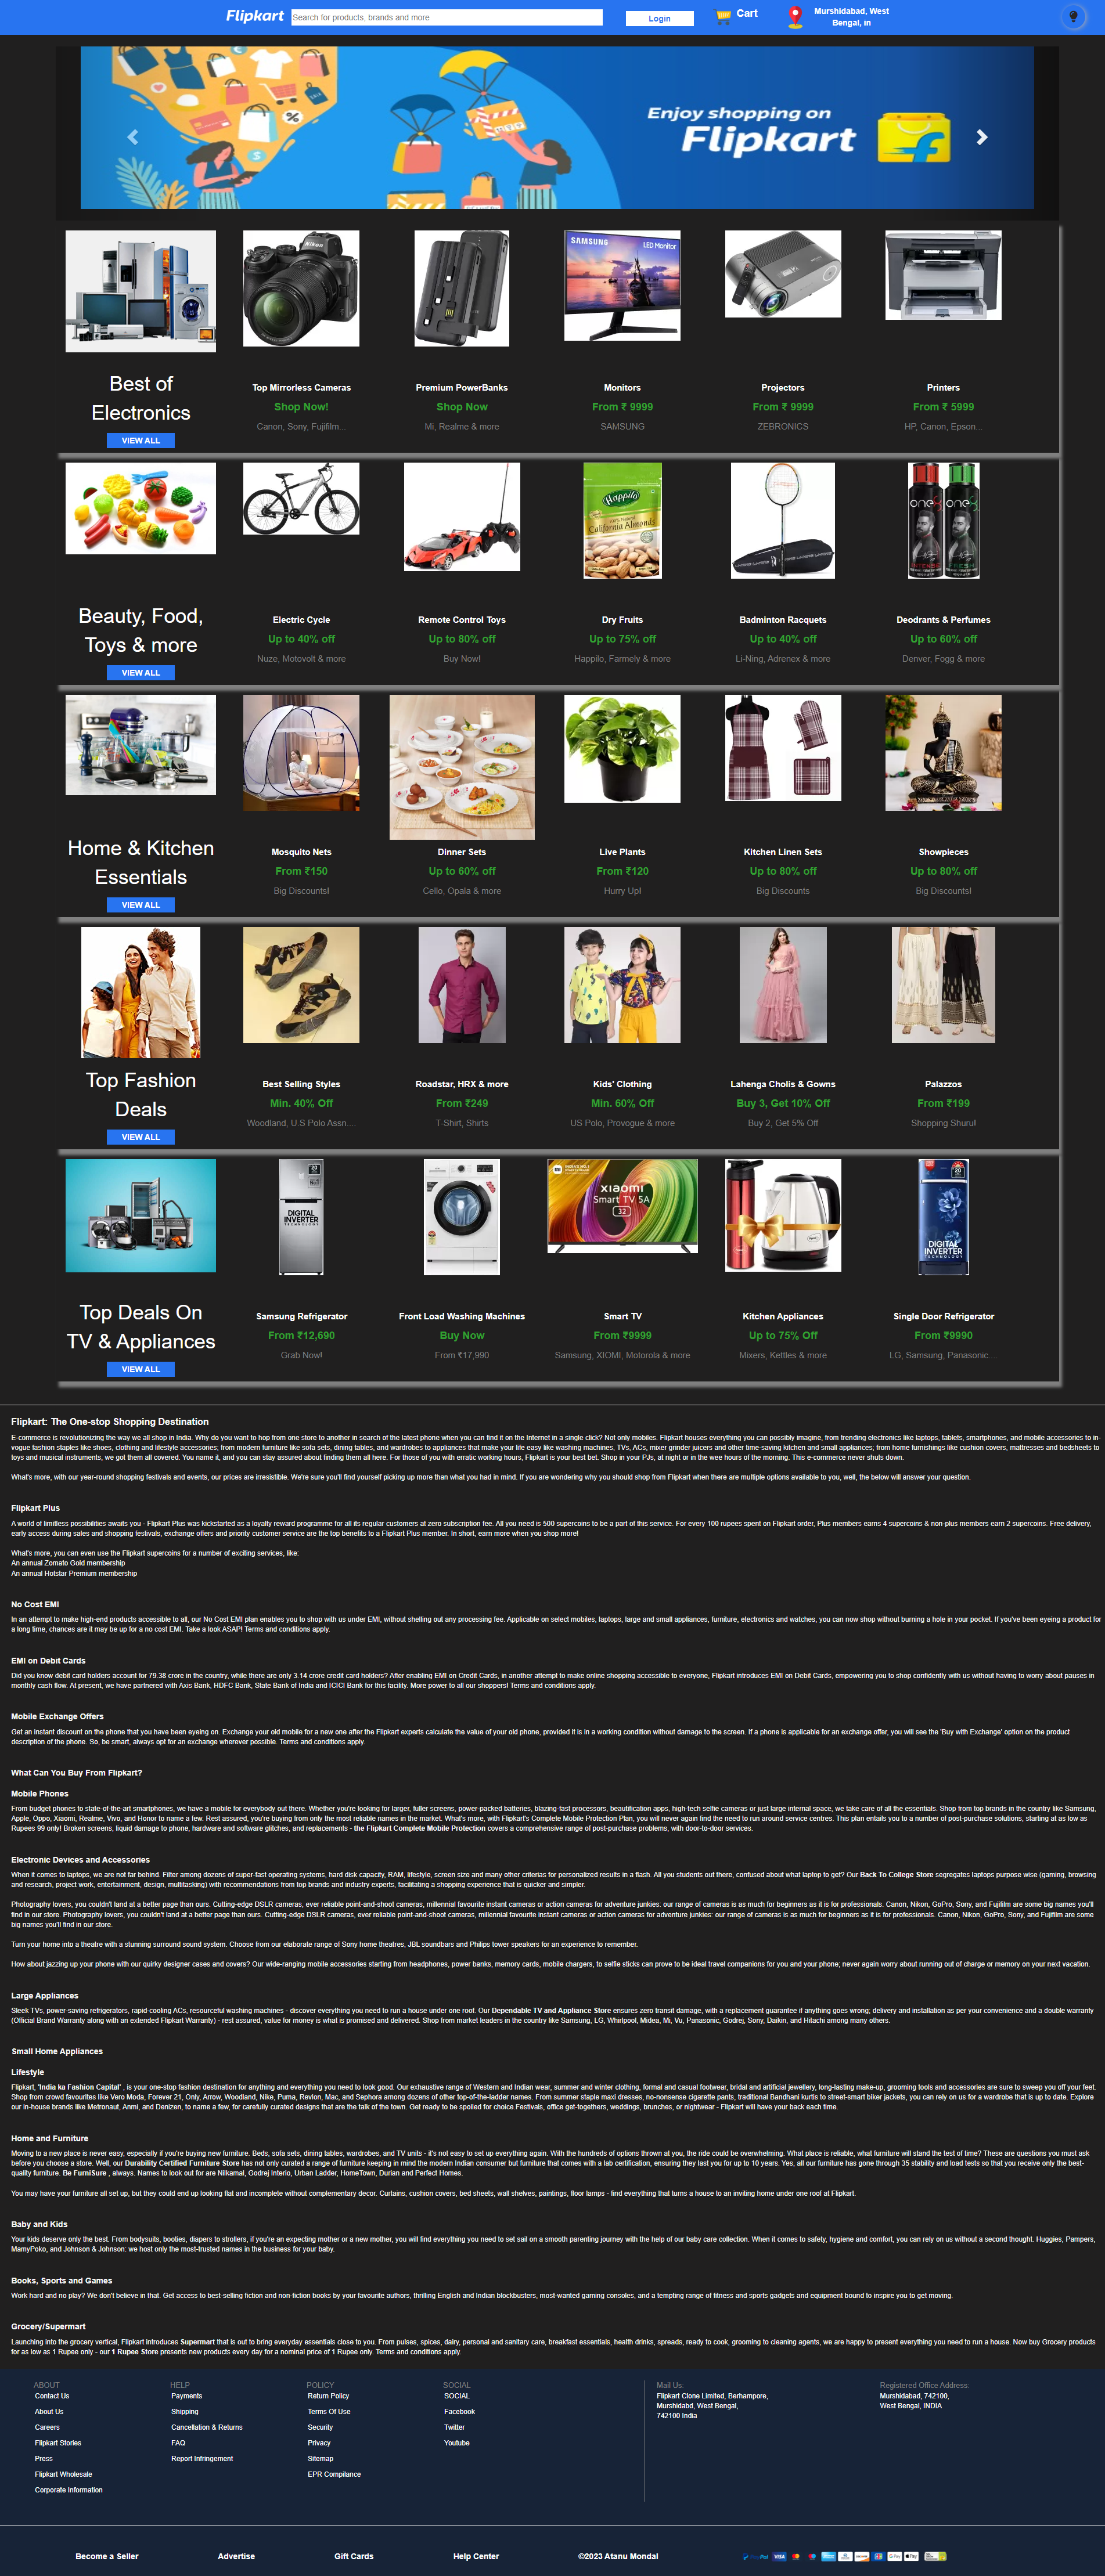 Flipkart
Search for products, brands and more
Login
Cart
Murshidabad, West
Bengal, in
Enjoy shopping on
Flipkart
Nikon
SAMSUNG
LED Monitor
Best of
Electronics
VIEW ALL
Top Mirrorless Cameras
Shop Now!
Canon, Sony, Fujifilm...
Premium PowerBanks
Shop Now
Mi, Realme & more
Monitors
From ₹ 9999
SAMSUNG
Projectors
From ₹ 9999
ZEBRONICS
Printers
From ₹ 5999
HP, Canon, Epson...
Happilo
California Almonds
one8
INTENSE
one8
FRESH
Beauty, Food,
Toys & more
VIEW ALL
Electric Cycle
Up to 40% off
Nuze, Motovolt & more
Remote Control Toys
Up to 80% off
Buy Now!
Dry Fruits
Up to 75% off
Happilo, Farmely & more
Badminton Racquets
Up to 40% off
Li-Ning, Adrenex & more
Deodrants & Perfumes
Up to 60% off
Denver, Fogg & more
Home & Kitchen
Essentials
VIEW ALL
Mosquito Nets
From ₹150
Big Discounts!
Dinner Sets
Up to 60% off
Cello, Opala & more
Live Plants
From ₹120
Hurry Up!
Kitchen Linen Sets
Up to 80% off
Big Discounts
Showpieces
Up to 80% off
Big Discounts!
Top Fashion
Deals
VIEW ALL
Best Selling Styles
Min. 40% Off
Woodland, U.S Polo Assn....
Roadstar, HRX & more
From ₹249
T-Shirt, Shirts
Kids' Clothing
Min. 60% Off
US Polo, Provogue & more
Lahenga Cholis & Gowns
Buy 3, Get 10% Off
Buy 2, Get 5% Off
Palazzos
From ₹199
Shopping Shuru!
DIGITAL
INVERTER
TECHNOLOGY
xiaomi
Smart TV 5A
32
DIGITAL
INVERTER
TECHNOLOGY
Top Deals On
TV & Appliances
VIEW ALL
Samsung Refrigerator
From ₹12,690
Grab Now!
Front Load Washing Machines
Buy Now
From ₹17,990
Smart TV
From ₹9999
Samsung, XIOMI, Motorola & more
Kitchen Appliances
Up to 75% Off
Mixers, Kettles & more
Single Door Refrigerator
From ₹9990
LG, Samsung, Panasonic....
Flipkart: The One-stop Shopping Destination
E-commerce is revolutionizing the way we all shop in India. Why do you want to hop from one store to another in search of the latest phone when you can find it on the Internet in a single click? Not only mobiles. Flipkart houses everything you can possibly imagine, from trending electronics like laptops, tablets, smartphones, and mobile accessories to in-
vogue fashion staples like shoes, clothing and lifestyle accessories; from modern furniture like sofa sets, dining tables, and wardrobes to appliances that make your life easy like washing machines, TVs, ACs, mixer grinder juicers and other time-saving kitchen and small appliances; from home furnishings like cushion covers, mattresses and bedsheets to
toys and musical instruments, we got them all covered. You name it, and you can stay assured about finding them all here. For those of you with erratic working hours, Flipkart is your best bet. Shop in your PJs, at night or in the wee hours of the morning. This e-commerce never shuts down.
What's more, with our year-round shopping festivals and events, our prices are irresistible. We're sure you'll find yourself picking up more than what you had in mind. If you are wondering why you should shop from Flipkart when there are multiple options available to you, well, the below will answer your question.
Flipkart Plus
A world of limitless possibilities awaits you - Flipkart Plus was kickstarted as a loyalty reward programme for all its regular customers at zero subscription fee. All you need is 500 supercoins to be a part of this service. For every 100 rupees spent on Flipkart order, Plus members earns 4 supercoins & non-plus members earn 2 supercoins. Free delivery,
early access during sales and shopping festivals, exchange offers and priority customer service are the top benefits to a Flipkart Plus member. In short, earn more when you shop more!
What's more, you can even use the Flipkart supercoins for a number of exciting services, like:
An annual Zomato Gold membership
An annual Hotstar Premium membership
No Cost EMI
In an attempt to make high-end products accessible to all, our No Cost EMI plan enables you to shop with us under EMI, without shelling out any processing fee. Applicable on select mobiles, laptops, large and small appliances, furniture, electronics and watches, you can now shop without burning a hole in your pocket. If you've been eyeing a product for
a long time, chances are it may be up for a no cost EMI. Take a look ASAP! Terms and conditions apply.
EMI on Debit Cards
Did you know debit card holders account for 79.38 crore in the country, while there are only 3.14 crore credit card holders? After enabling EMI on Credit Cards, in another attempt to make online shopping accessible to everyone, Flipkart introduces EMI on Debit Cards, empowering you to shop confidently with us without having to worry about pauses in
monthly cash flow. At present, we have partnered with Axis Bank, HDFC Bank, State Bank of India and ICICI Bank for this facility. More power to all our shoppers! Terms and conditions apply.
Mobile Exchange Offers
Get an instant discount on the phone that you have been eyeing on. Exchange your old mobile for a new one after the Flipkart experts calculate the value of your old phone, provided it is in a working condition without damage to the screen. If a phone is applicable for an exchange offer, you will see the 'Buy with Exchange' option on the product
description of the phone. So, be smart, always opt for an exchange wherever possible. Terms and conditions apply.
What Can You Buy From Flipkart?
Mobile Phones
From budget phones to state-of-the-art smartphones, we have a mobile for everybody out there. Whether you're looking for larger, fuller screens, power-packed batteries, blazing-fast processors, beautification apps, high-tech selfie cameras or just large internal space, we take care of all the essentials. Shop from top brands in the country like Samsung,
Apple, Oppo, Xiaomi, Realme, Vivo, and Honor to name a few. Rest assured, you're buying from only the most reliable names in the market. What's more, with Flipkart's Complete Mobile Protection Plan, you will never again find the need to run around service centres. This plan entails you to a number of post-purchase solutions, starting at as low as
Rupees 99 only! Broken screens, liquid damage to phone, hardware and software glitches, and replacements - the Flipkart Complete Mobile Protection covers a comprehensive range of post-purchase problems, with door-to-door services.
Electronic Devices and Accessories
When it comes to laptops, we are not far behind. Filter among dozens of super-fast operating systems, hard disk capacity, RAM, lifestyle, screen size and many other criterias for personalized results in a flash. All you students out there, confused about what laptop to get? Our Back To College Store segregates laptops purpose wise (gaming, browsing
and research, project work, entertainment, design, multitasking) with recommendations from top brands and industry experts, facilitating a shopping experience that is quicker and simpler.
Photography lovers, you couldn't land at a better page than ours. Cutting-edge DSLR cameras, ever reliable point-and-shoot cameras, millennial favourite instant cameras or action cameras for adventure junkies: our range of cameras is as much for beginners as it is for professionals. Canon, Nikon, GoPro, Sony, and Fujifilm are some big names you'll
find in our store. Photography lovers, you couldn't land at a better page than ours. Cutting-edge DSLR cameras, ever reliable point-and-shoot cameras, millennial favourite instant cameras or action cameras for adventure junkies: our range of cameras is as much for beginners as it is for professionals. Canon, Nikon, GoPro, Sony, and Fujifilm are some
big names you'll find in our store.
Turn your home into a theatre with a stunning surround sound system. Choose from our elaborate range of Sony home theatres, JBL soundbars and Philips tower speakers for an experience to remember.
How about jazzing up your phone with our quirky designer cases and covers? Our wide-ranging mobile accessories starting from headphones, power banks, memory cards, mobile chargers, to selfie sticks can prove to be ideal travel companions for you and your phone; never again worry about running out of charge or memory on your next vacation.
Large Appliances
Sleek TVs, power-saving refrigerators, rapid-cooling ACs, resourceful washing machines - discover everything you need to run a house under one roof. Our Dependable TV and Appliance Store ensures zero transit damage, with a replacement guarantee if anything goes wrong; delivery and installation as per your convenience and a double warranty
(Official Brand Warranty along with an extended Flipkart Warranty) - rest assured, value for money is what is promised and delivered. Shop from market leaders in the country like Samsung, LG, Whirlpool, Midea, Mi, Vu, Panasonic, Godrej, Sony, Daikin, and Hitachi among many others.
Small Home Appliances
Lifestyle
Flipkart, 'India ka Fashion Capital' , is your one-stop fashion destination for anything and everything you need to look good. Our exhaustive range of Western and Indian wear, summer and winter clothing, formal and casual footwear, bridal and artificial jewellery, long-lasting make-up, grooming tools and accessories are sure to sweep you off your feet.
Shop from crowd favourites like Vero Moda, Forever 21, Only, Arrow, Woodland, Nike, Puma, Revlon, Mac, and Sephora among dozens of other top-of-the-ladder names. From summer staple maxi dresses, no-nonsense cigarette pants, traditional Bandhani kurtis to street-smart biker jackets, you can rely on us for a wardrobe that is up to date. Explore
our in-house brands like Metronaut, Anmi, and Denizen, to name a few, for carefully curated designs that are the talk of the town. Get ready to be spoiled for choice.Festivals, office get-togethers, weddings, brunches, or nightwear - Flipkart will have your back each time.
Home and Furniture
Moving to a new place is never easy, especially if you're buying new furniture. Beds, sofa sets, dining tables, wardrobes, and TV units - it's not easy to set up everything again. With the hundreds of options thrown at you, the ride could be overwhelming. What place is reliable, what furniture will stand the test of time? These are questions you must ask
before you choose a store. Well, our Durability Certified Furniture Store has not only curated a range of furniture keeping in mind the modern Indian consumer but furniture that comes with a lab certification, ensuring they last you for up to 10 years. Yes, all our furniture has gone through 35 stability and load tests so that you receive only the best-
quality furniture. Be FurniSure , always. Names to look out for are Nilkamal, Godrej Interio, Urban Ladder, HomeTown, Durian and Perfect Homes.
You may have your furniture all set up, but they could end up looking flat and incomplete without complementary decor. Curtains, cushion covers, bed sheets, wall shelves, paintings, floor lamps - find everything that turns a house to an inviting home under one roof at Flipkart.
Baby and Kids
Your kids deserve only the best. From bodysuits, booties, diapers to strollers, if you're an expecting mother or a new mother, you will find everything you need to set sail on a smooth parenting journey with the help of our baby care collection. When it comes to safety, hygiene and comfort, you can rely on us without a second thought. Huggies, Pampers,
MamyPoko, and Johnson & Johnson: we host only the most-trusted names in the business for your baby.
Books, Sports and Games
Work hard and no play? We don't believe in that. Get access to best-selling fiction and non-fiction books by your favourite authors, thrilling English and Indian blockbusters, most-wanted gaming consoles, and a tempting range of fitness and sports gadgets and equipment bound to inspire you to get moving.
Grocery/Supermart
Launching into the grocery vertical, Flipkart introduces Supermart that is out to bring everyday essentials close to you. From pulses, spices, dairy, personal and sanitary care, breakfast essentials, health drinks, spreads, ready to cook, grooming to cleaning agents, we are happy to present everything you need to run a house. Now buy Grocery products
for as low as 1 Rupee only - our 1 Rupee Store presents new products every day for a nominal price of 1 Rupee only. Terms and conditions apply.
ABOUT
Contact Us
About Us
Careers
Flipkart Stories
Press
Flipkart Wholesale
Corporate Information
HELP
Payments
Shipping
Cancellation & Returns
FAQ
Report Infringement
POLICY
Return Policy
Terms Of Use
Security
Privacy
Sitemap
EPR Compilance
SOCIAL
SOCIAL
Facebook
Twitter
Youtube
Mail Us:
Flipkart Clone Limited, Berhampore,
Murshidabd, West Bengal,
742100 India
Registered Office Address:
Murshidabad, 742100,
West Bengal, INDIA
Become a Seller
Advertise
Gift Cards
Help Center
©2023 Atanu Mondal
PayPal
VISA
G Pay
Pay